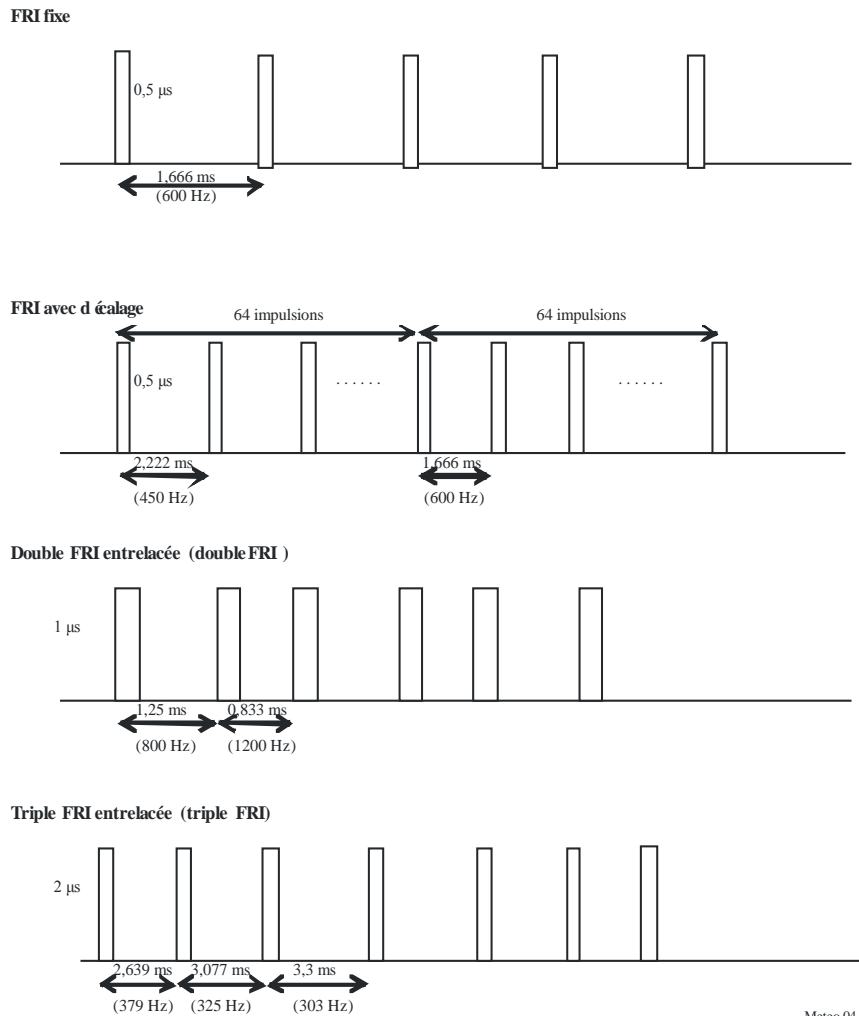 FRI fixe
0,5 µs
1,666 ms
(600 Hz)
FRI avec d écalage
64 impulsions 64 impulsions
0,5 µs
. . . . . . . . . . . .
2,222 ms 1,666 ms
(450 Hz) (600 Hz)
Double FRI entrelacée (double FRI )
1 µs
1,25 ms 0,833 ms
(800 Hz) (1200 Hz)
Triple FRI entrelacée (triple FRI)
2 µs
2,639 ms 3,077 ms 3,3 ms
(379 Hz) (325 Hz) (303 Hz)
Meteo 04